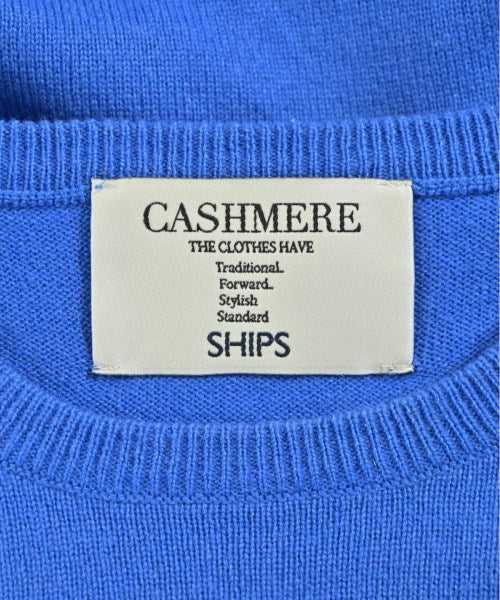 CASHMERE
THE CLOTHES HAVE
Traditional.
Forward.
Stylish
Standard
SHIPS